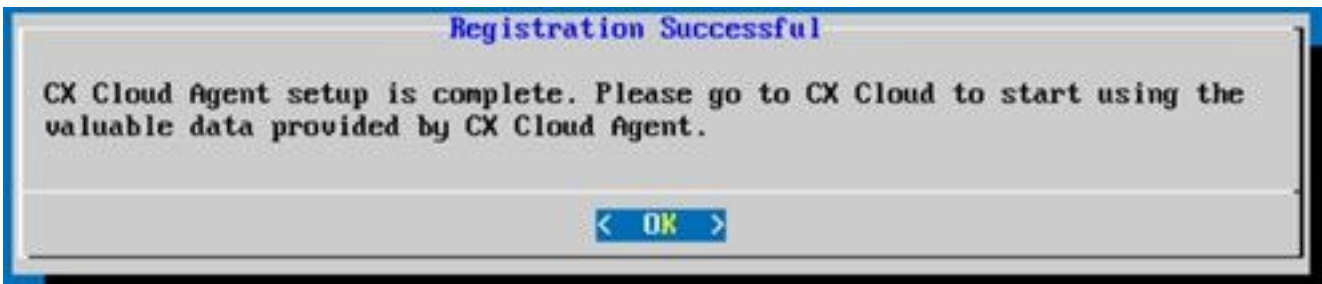 Registration Successful
CX Cloud Agent setup is complete. Please go to CX Cloud to start using the
valuable data provided by CX Cloud Agent.
< OK >